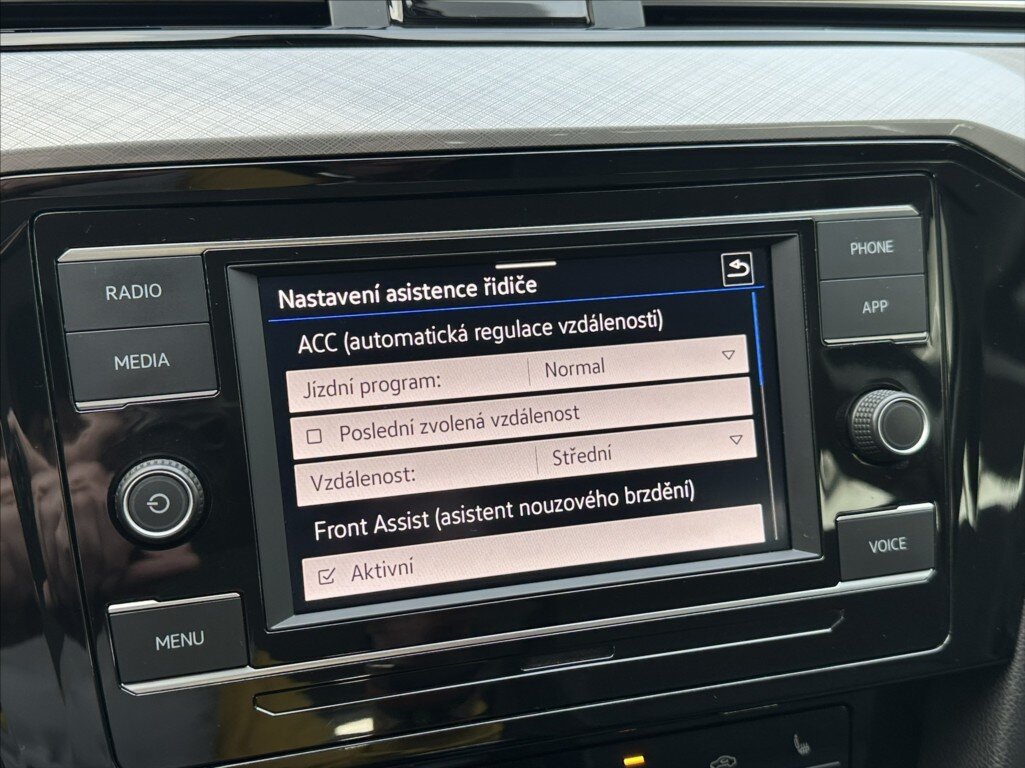 RADIO
MEDIA
MENU
Nastavení asistence řidiče
ACC (automatická regulace vzdálenosti)
Jízdní program: Normal
Poslední zvolená vzdálenost
Vzdálenost: Střední
Front Assist (asistent nouzového brzdění)
Aktivní
PHONE
APP
VOICE